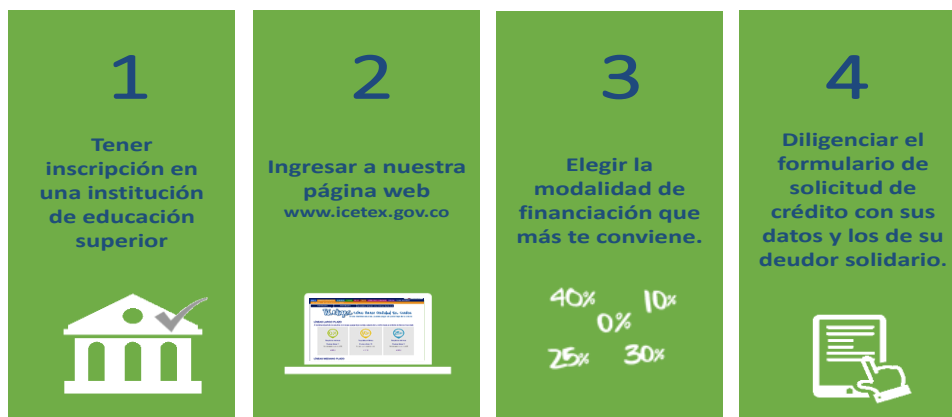 1
Tener
inscripción en
una institución
de educación
superior
2
Ingresar a nuestra
página web
www.icetex.gov.co
3
Elegir la
modalidad de
financiación que
más te conviene.
40% 10%
0%
25% 30%
4
Diligenciar el
formulario de
solicitud de
crédito con sus
datos y los de su
deudor solidario.